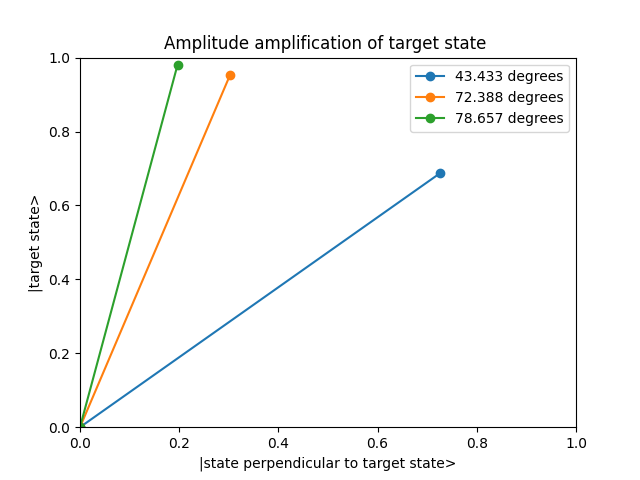 Amplitude amplification of target state
43.433 degrees
72.388 degrees
78.657 degrees
1.0
0.8
0.6
0.4
0.2
0.0
|target state>
0.0 0.2 0.4 0.6 0.8 1.0
|state perpendicular to target state>